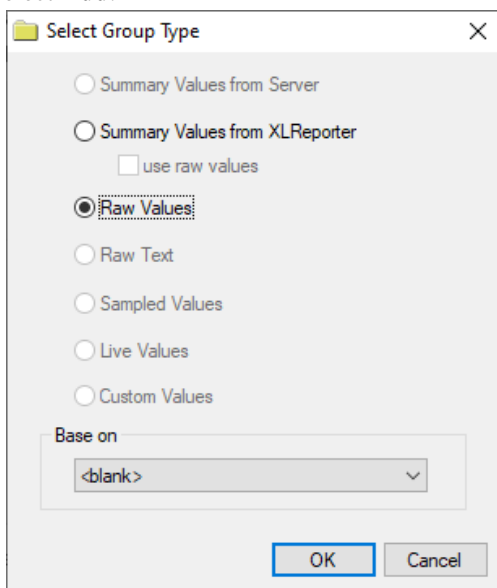 Select Group Type
Summary Values from Server
Summary Values from XLReporter
use raw values
Raw Values
Raw Text
Sampled Values
Live Values
Custom Values
Base on
<blank>
OK Cancel